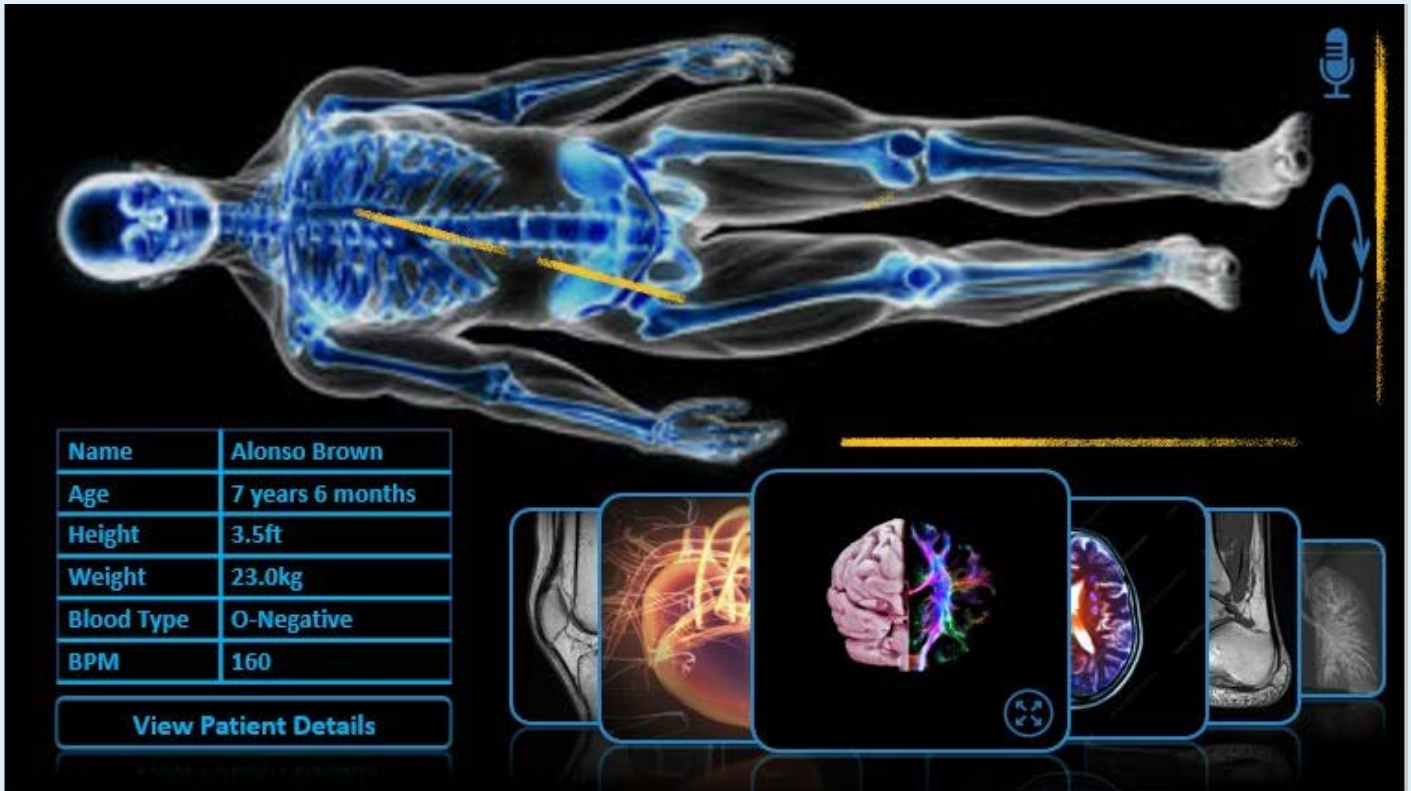 Name Alonso Brown
Age 7 years 6 months
Height 3.5ft
Weight 23.0kg
Blood Type O-Negative
BPM 160
View Patient Details